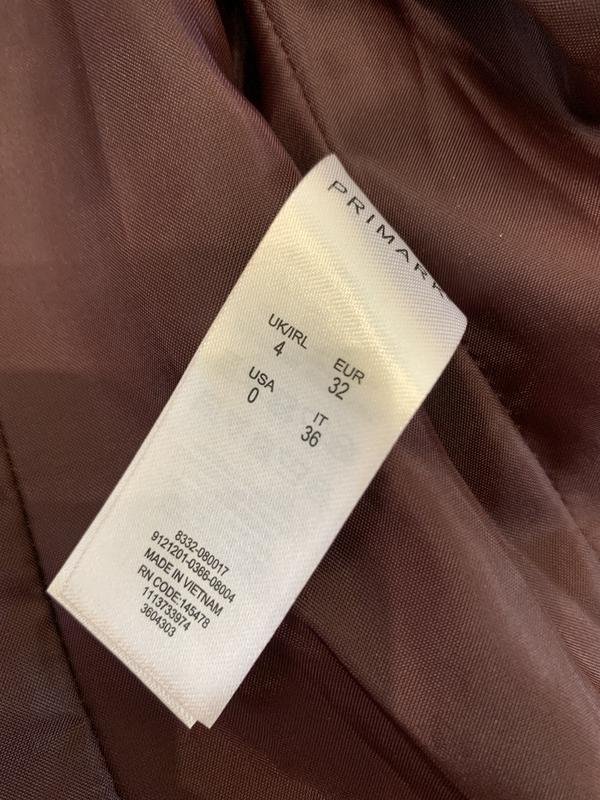 PRIMARK
UK/IRL EUR
4 32
USA IT
0 36
8332-080017
9121201-0366-08004
MADE IN VIETNAM
RN CODE:145478
1113733974
3604303